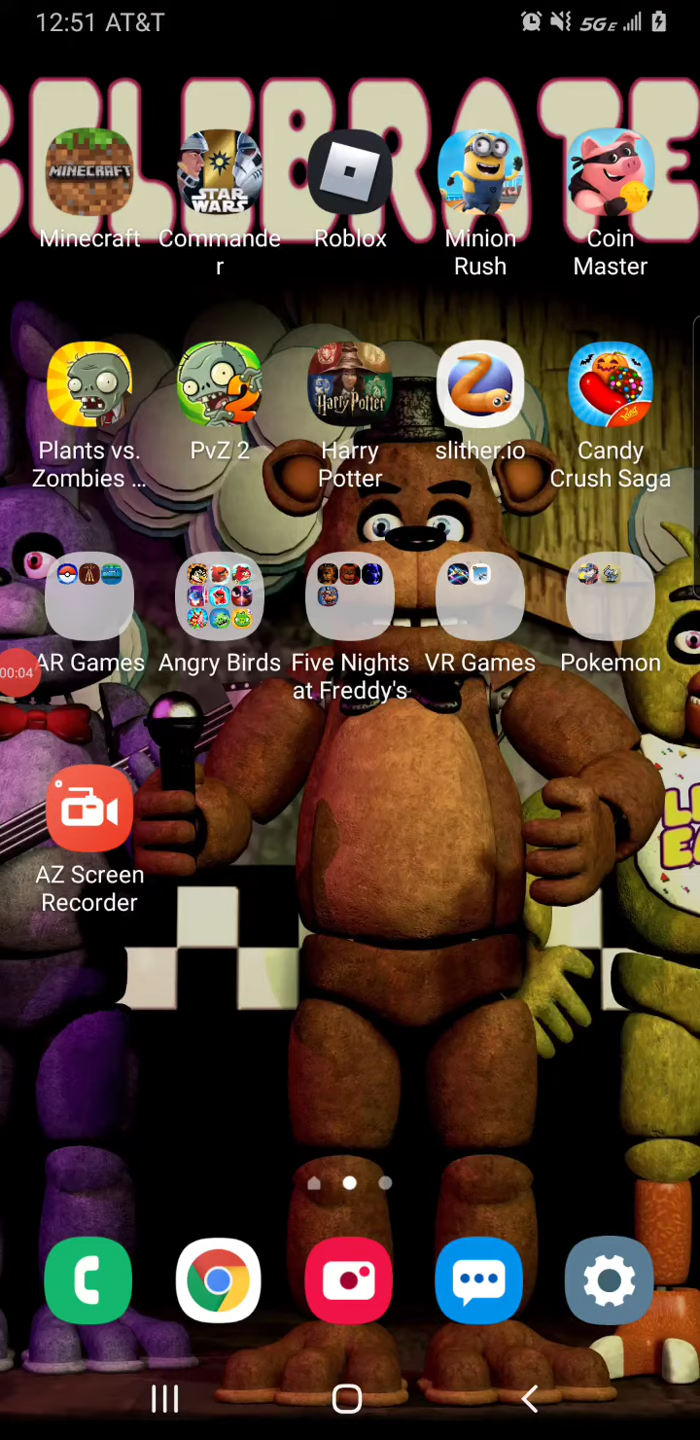 12:51 AT&T
5GE
CELEBRATE
MINECRAFT
STAR
WARS
Minecraft
Commande
r
Roblox
Minion
Rush
Coin
Master
Harry Potter
King
Plants vs.
Zombies ...
PvZ 2
Harry
Potter
slither.io
Candy
Crush Saga
AR Games
Angry Birds
Five Nights
at Freddy's
VR Games
Pokemon
00:04
AZ Screen
Recorder